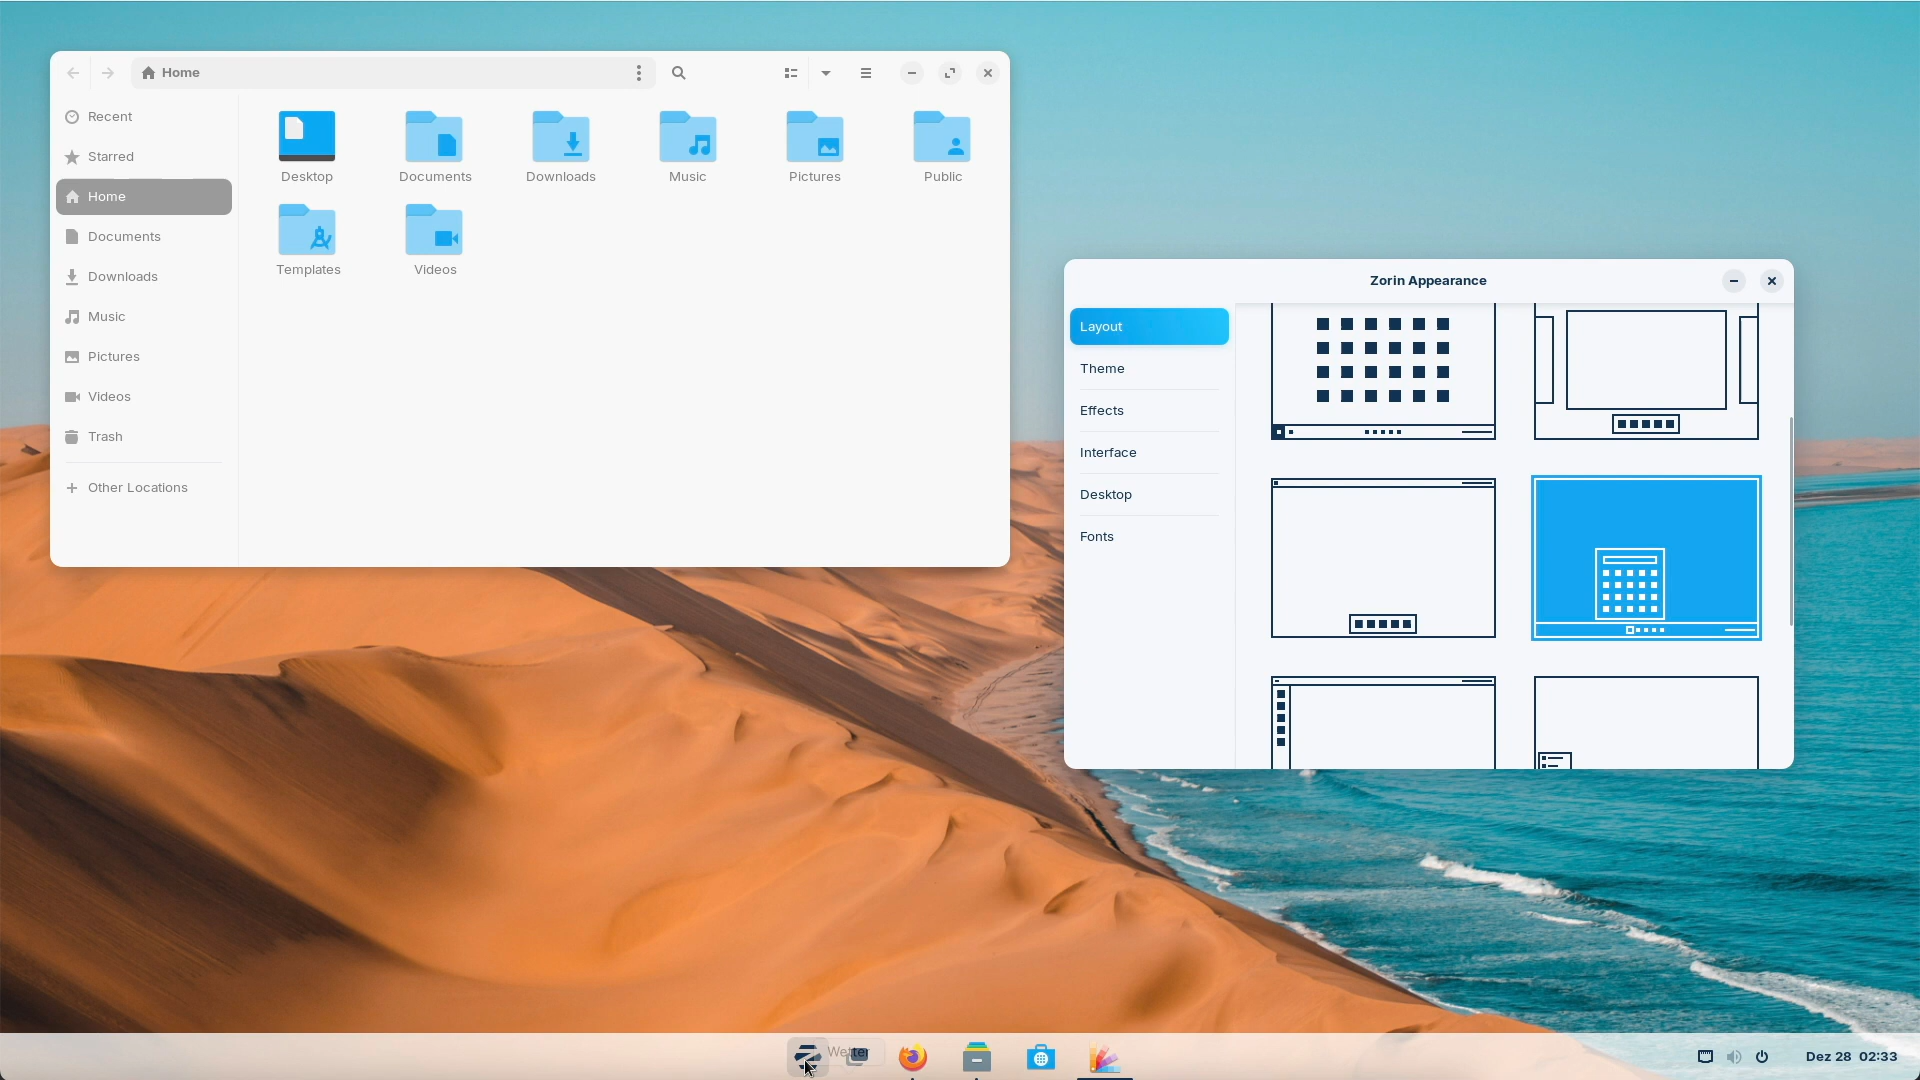 Home
Recent
Starred
Home
Documents
Downloads
Music
Pictures
Videos
Trash
Other Locations
Desktop
Documents
Downloads
Music
Pictures
Public
Templates
Videos
Zorin Appearance
Layout
Theme
Effects
Interface
Desktop
Fonts
Wetter
Dez 28 02:33